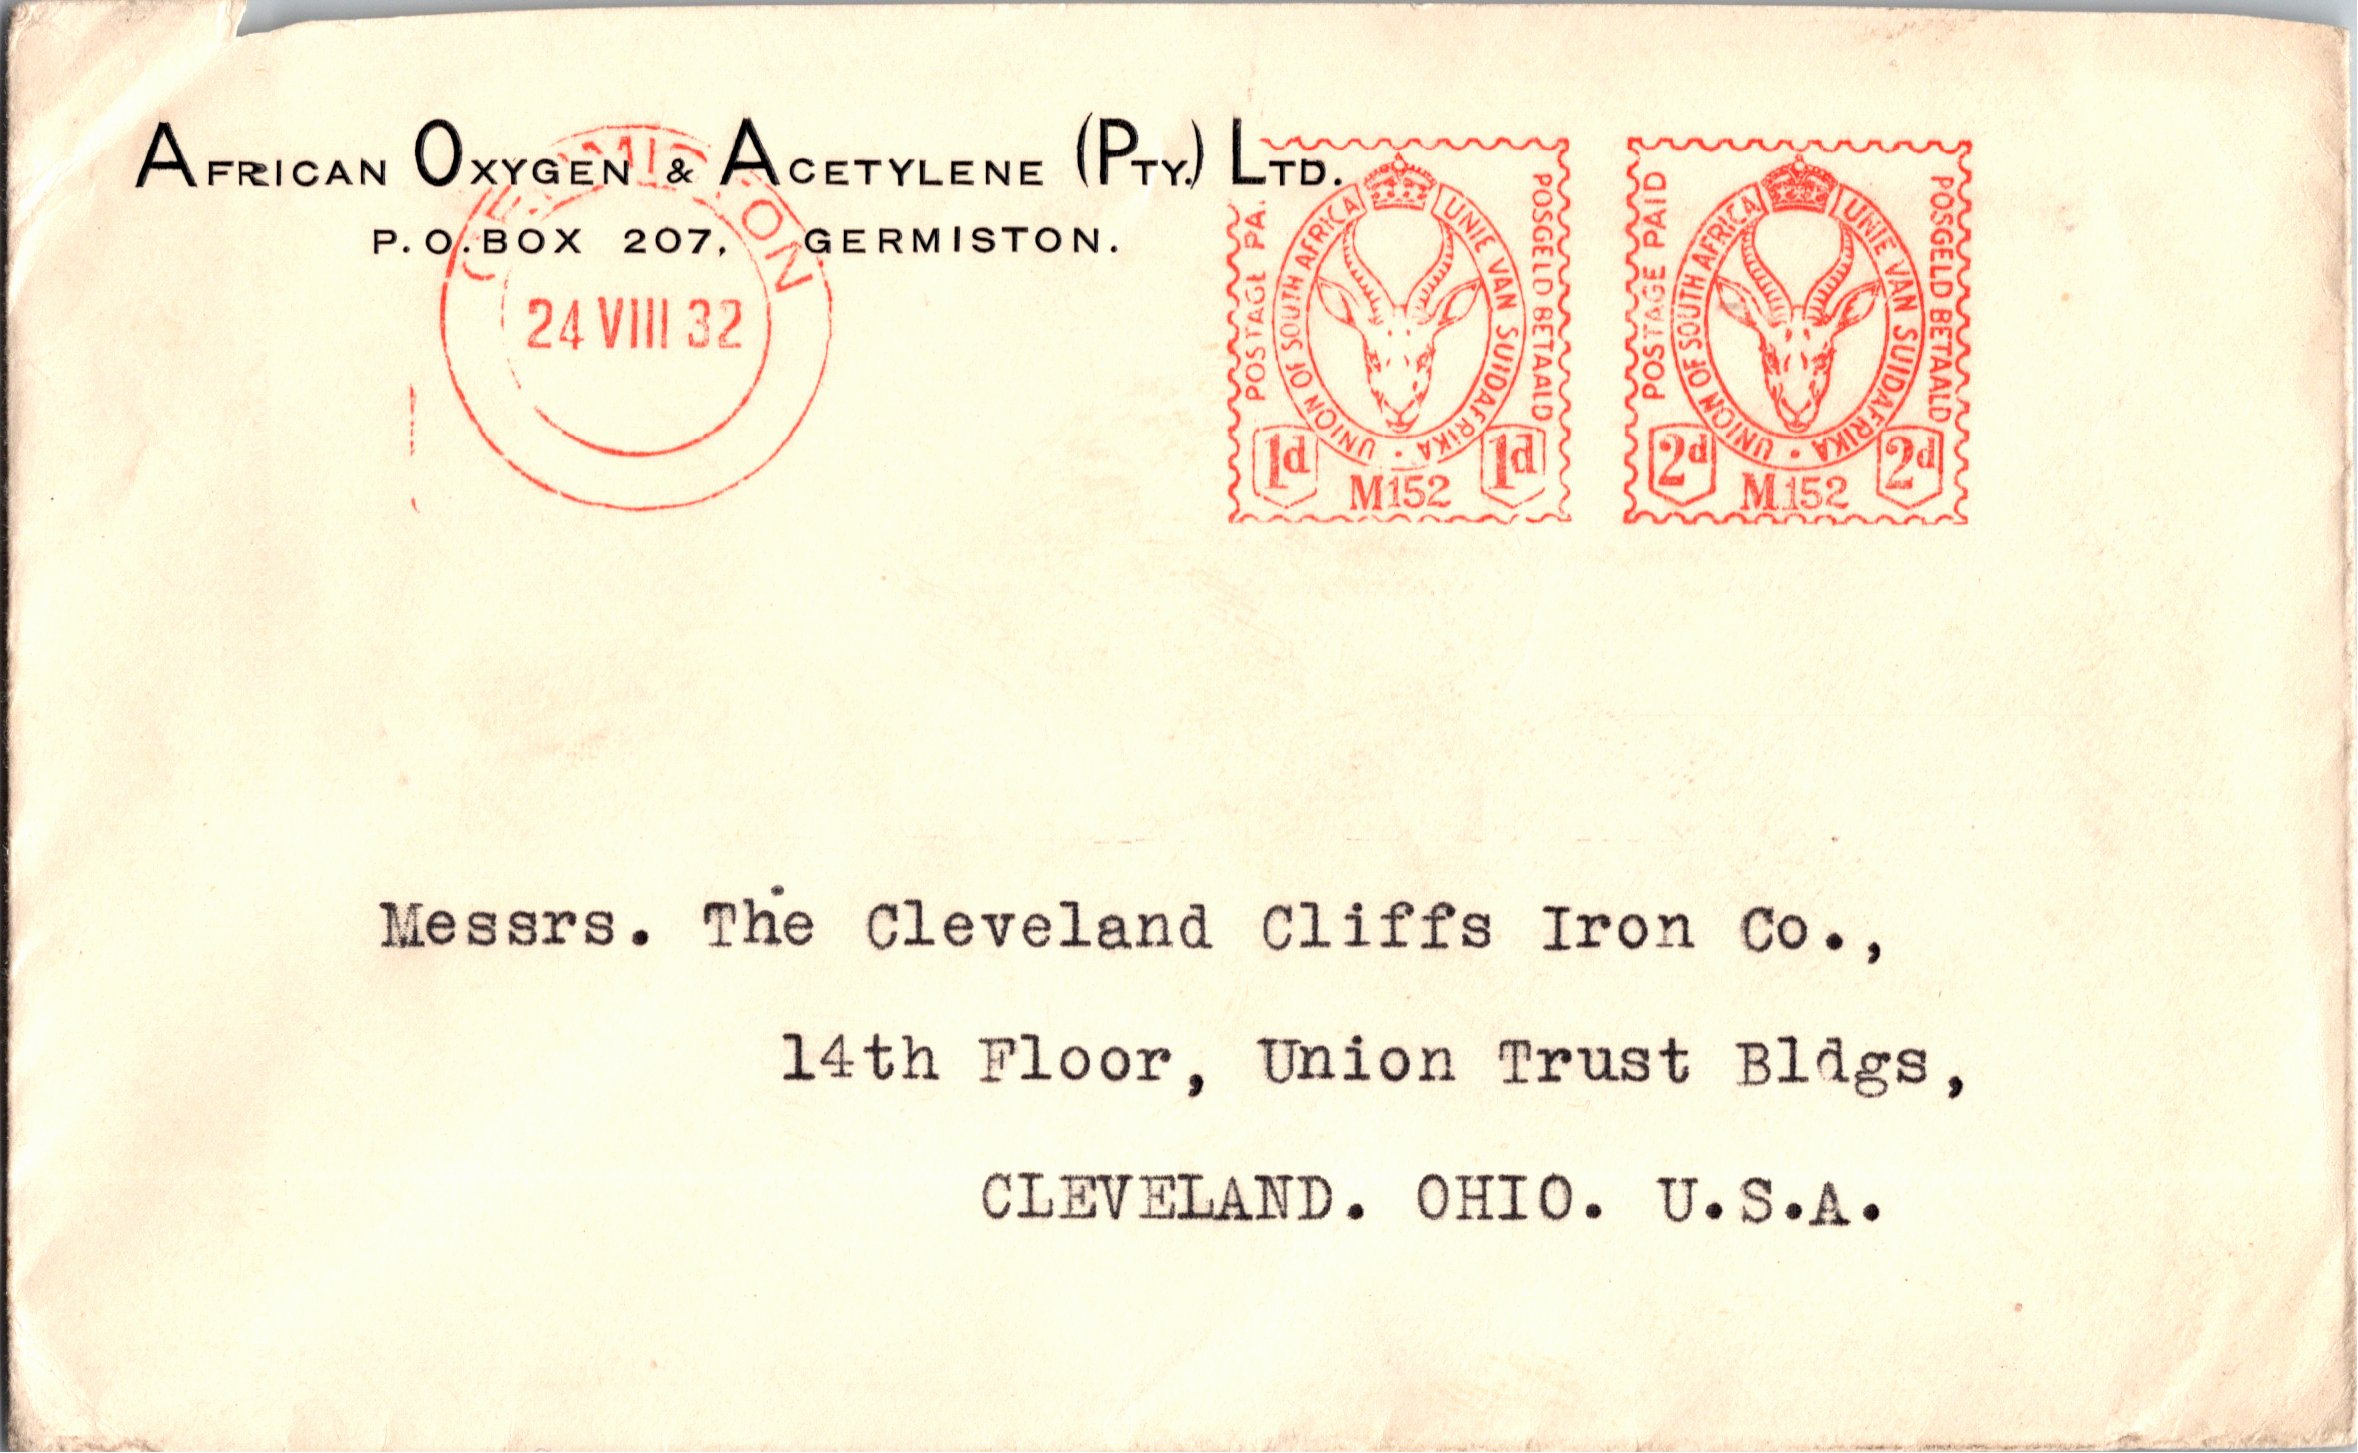 AFRICAN OXYGEN & ACETYLENE (PTY.) LTD.
P.O. BOX 207, GERMISTON.
GERMISTON
24 VIII 32
POSTAGE PA
UNION OF SOUTH AFRICA
UNIE VAN SUIDAFRIKA
POSGELD BETAALD
1d
1d
M152
POSTAGE PAID
UNION OF SOUTH AFRICA
UNIE VAN SUIDAFRIKA
POSGELD BETAALD
2d
2d
M.152
Messrs. The Cleveland Cliffs Iron Co.,
14th Floor, Union Trust Bldgs,
CLEVELAND. OHIO. U.S.A.